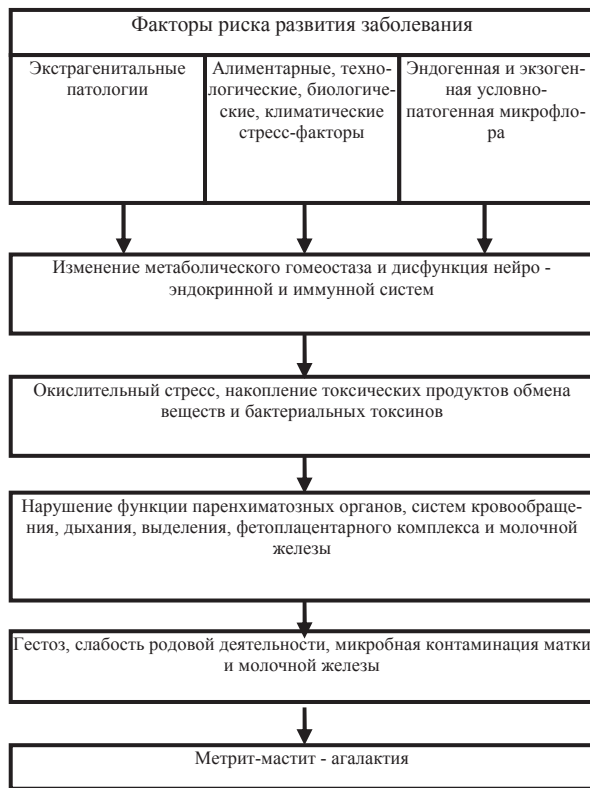 Факторы риска развития заболевания
Экстрагенитальные
патологии
Алиментарные, техно-
логические, биологиче-
ские, климатические
стресс-факторы
Эндогенная и экзоген-
ная условно-
патогенная микрофло-
ра
Изменение метаболического гомеостаза и дисфункция нейро -
эндокринной и иммунной систем
Окислительный стресс, накопление токсических продуктов обмена
веществ и бактериальных токсинов
Нарушение функции паренхиматозных органов, систем кровообраще-
ния, дыхания, выделения, фетоплацентарного комплекса и молочной
железы
Гестоз, слабость родовой деятельности, микробная контаминация матки
и молочной железы
Метрит-мастит - агалактия